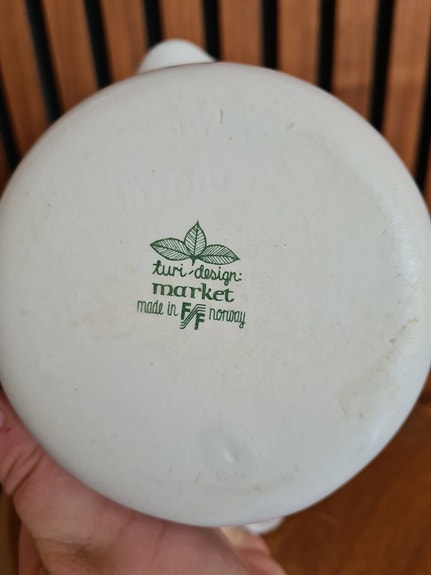 turi-design:
market
made in F/F norway